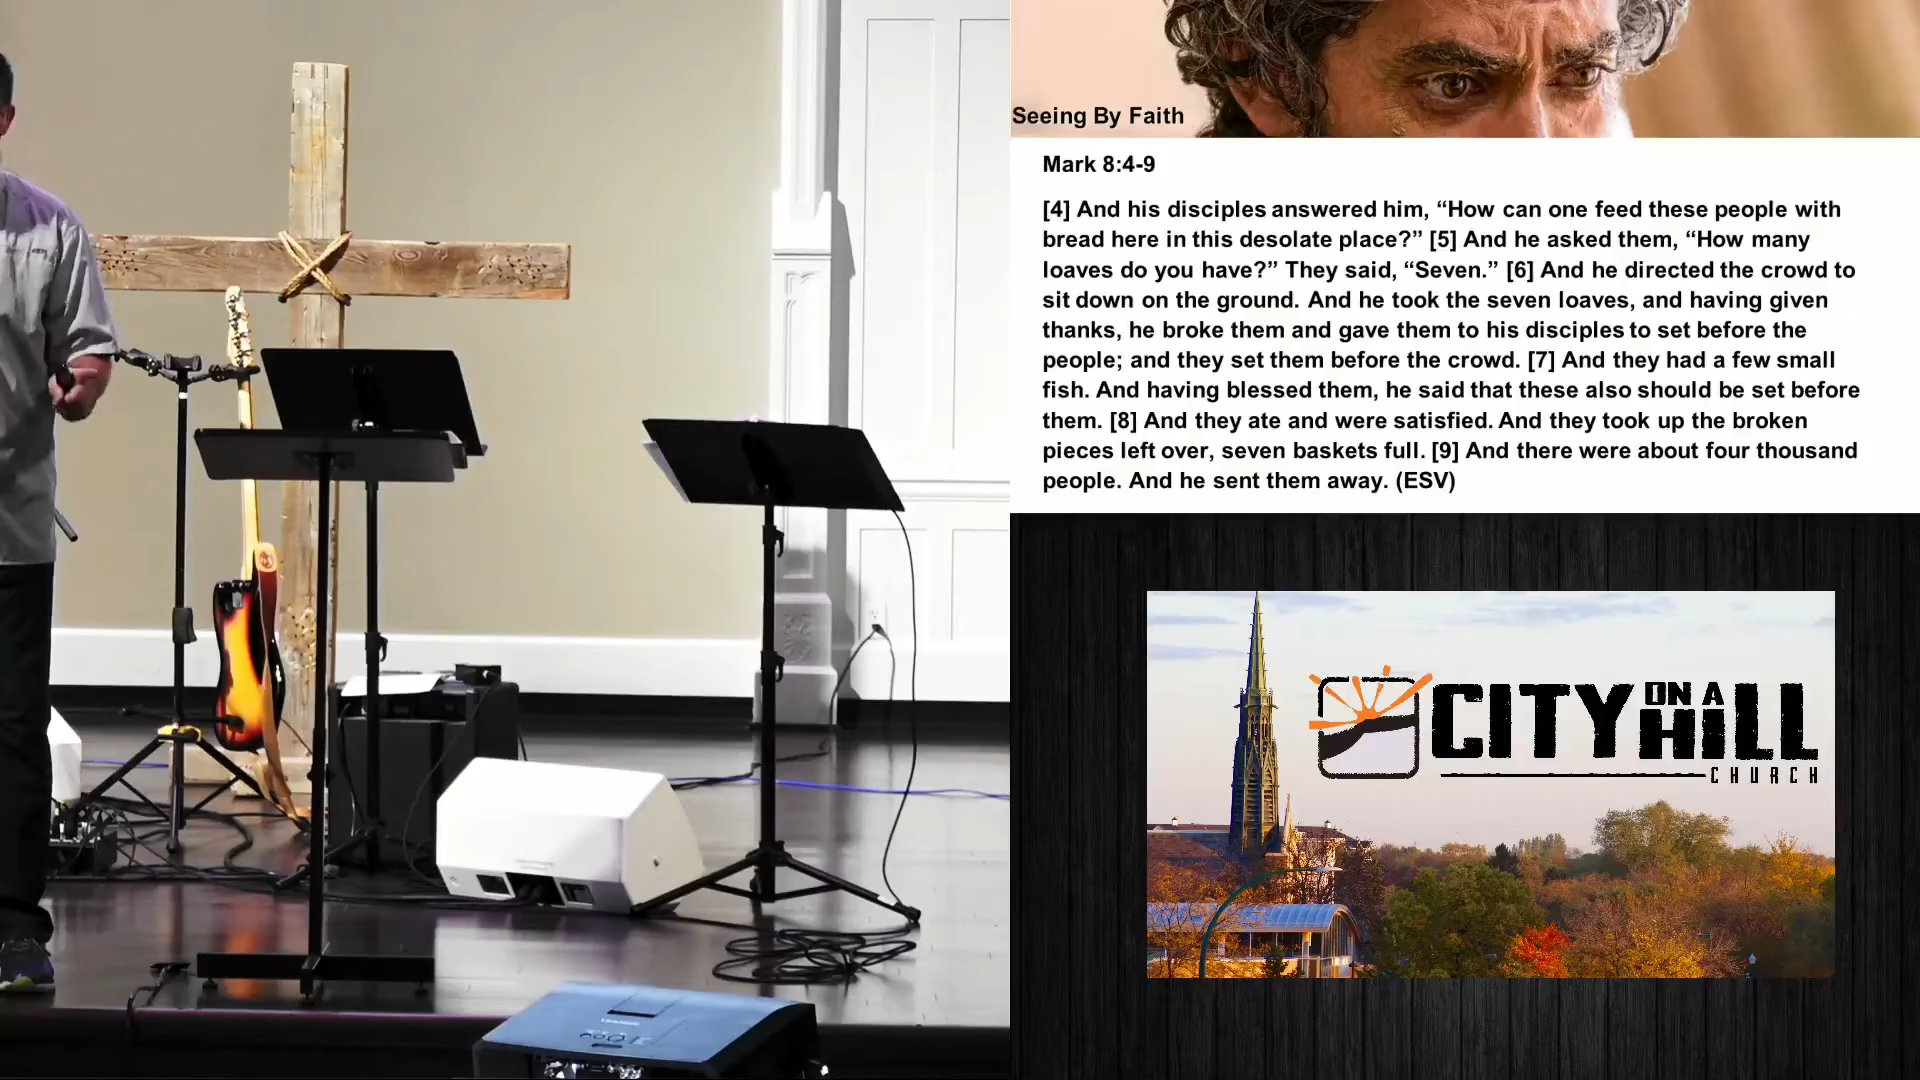 Seeing By Faith
Mark 8:4-9
[4] And his disciples answered him, “How can one feed these people with
bread here in this desolate place?” [5] And he asked them, “How many
loaves do you have?” They said, “Seven.” [6] And he directed the crowd to
sit down on the ground. And he took the seven loaves, and having given
thanks, he broke them and gave them to his disciples to set before the
people; and they set them before the crowd. [7] And they had a few small
fish. And having blessed them, he said that these also should be set before
them. [8] And they ate and were satisfied. And they took up the broken
pieces left over, seven baskets full. [9] And there were about four thousand
people. And he sent them away. (ESV)
CITY ON A HiLL
CHURCH